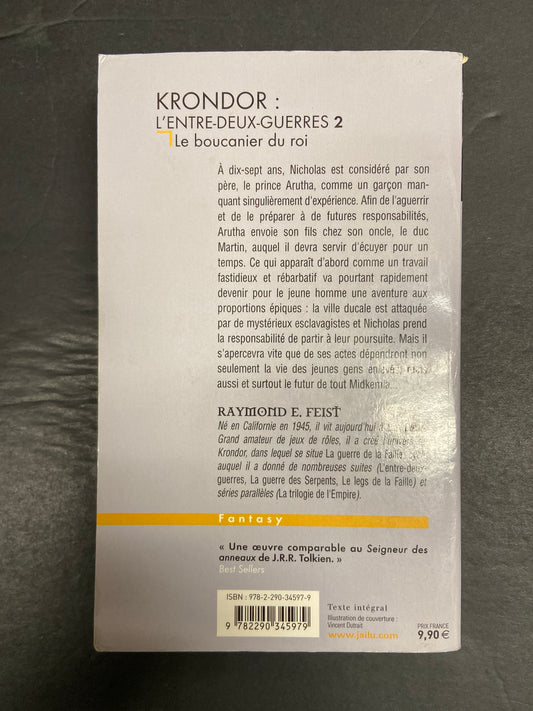 KRONDOR :
L'ENTRE-DEUX-GUERRES 2
Le boucanier du roi
À dix-sept ans, Nicholas est considéré par son
père, le prince Arutha, comme un garçon man-
quant singulièrement d'expérience. Afin de l'aguerrir
et de le préparer à de futures responsabilités,
Arutha envoie son fils chez son oncle, le duc
Martin, auquel il devra servir d'écuyer pour un
temps. Ce qui apparaît d'abord comme un travail
fastidieux et rébarbatif va pourtant rapidement
devenir pour le jeune homme une aventure aux
proportions épiques : la ville ducale est attaquée
par de mystérieux esclavagistes et Nicholas prend
la responsabilité de partir à leur poursuite. Mais il
s'apercevra vite que de ses actes dépendront non
seulement la vie des jeunes gens mais
aussi et surtout le futur de tout Midkemia...
RAYMOND E. FEIST
Né en Californie en 1945, il vit aujourd'hui
Grand amateur de jeux de rôles, il a créé l'univers
Krondor, dans lequel se situe La guerre de la Faille,
auquel il a donné de nombreuses suites (L'entre-deux-
guerres, La guerre des Serpents, Le legs de la Faille) et
séries parallèles (La trilogie de l'Empire).
Fantasy
« Une œuvre comparable au Seigneur des
anneaux de J.R.R. Tolkien. »
Best Sellers
ISBN : 978-2-290-34597-9
9 782290 345979
Texte intégral
Illustration de couverture :
Vincent Dutrait
www.jailu.com
PRIX FRANCE
9,90 €